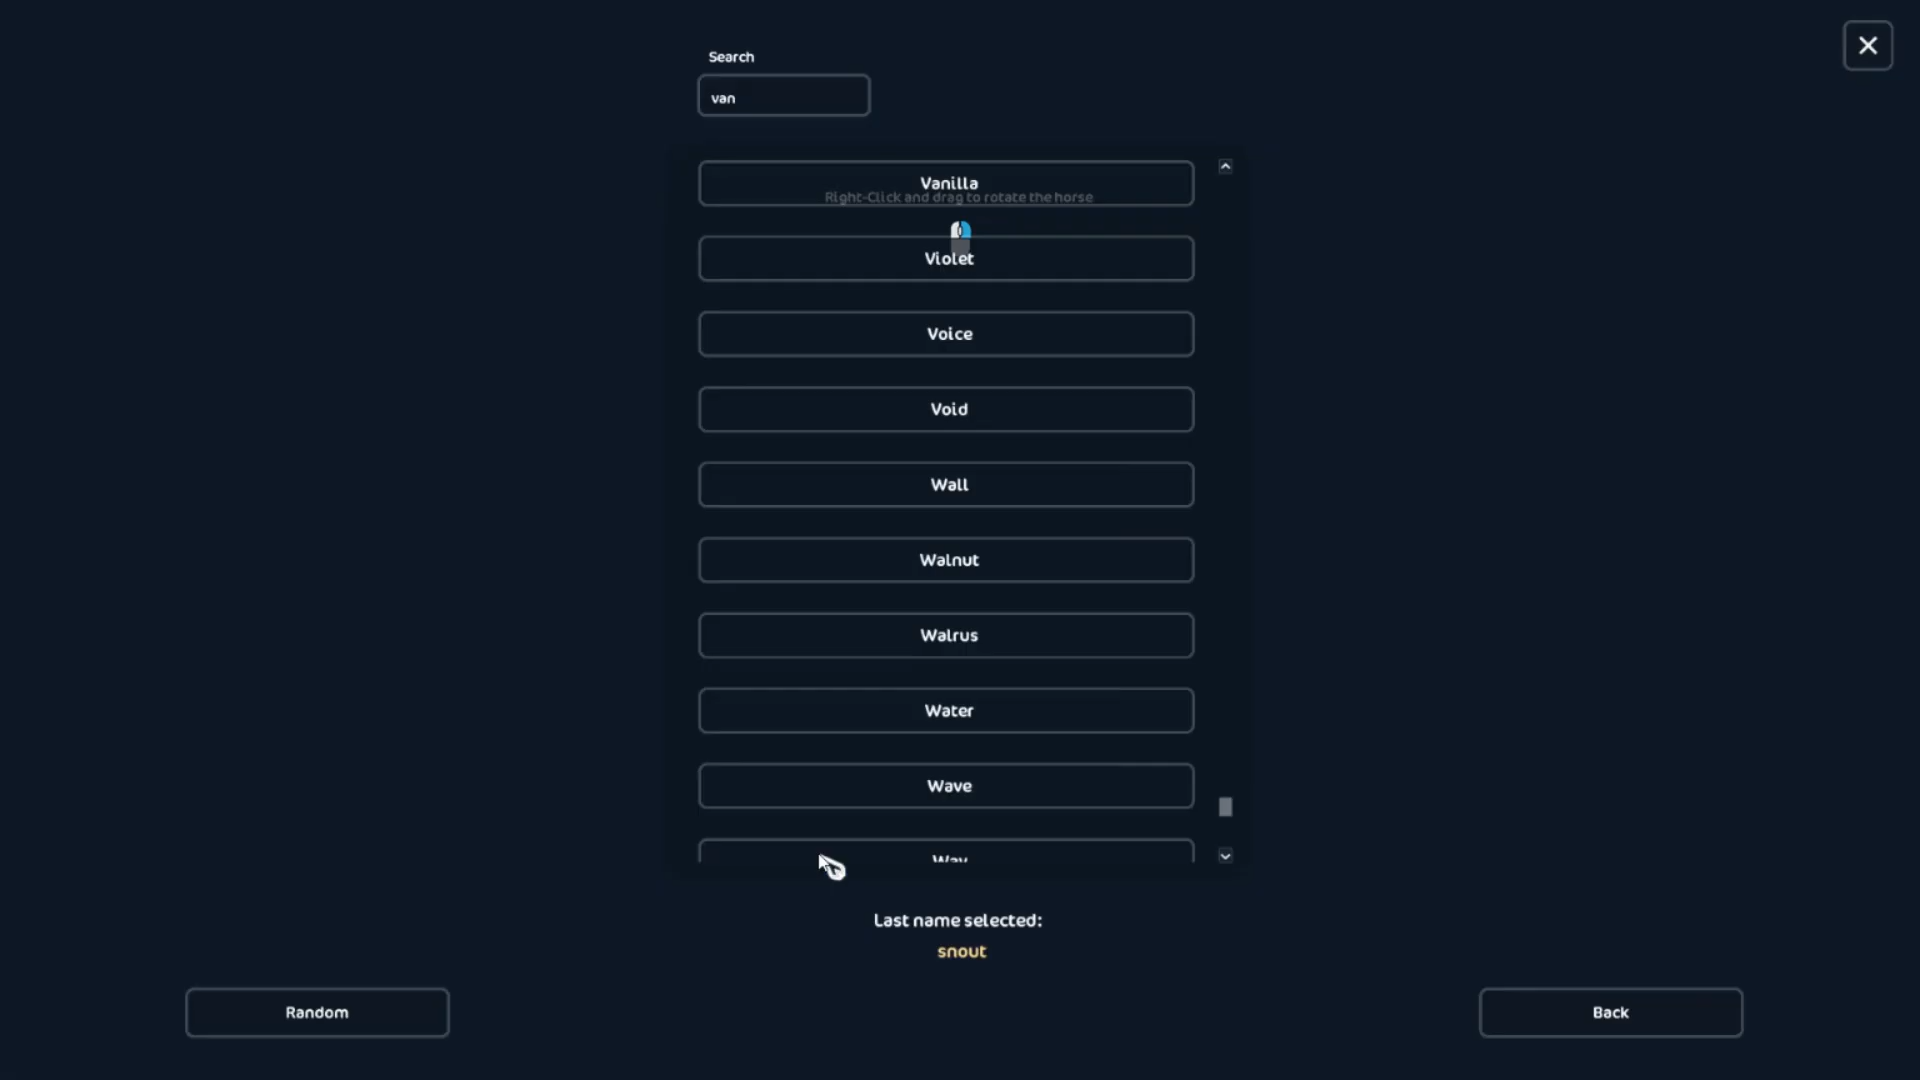 Search
van
Vanilla
Right-Click and drag to rotate the horse
Violet
Voice
Void
Wall
Walnut
Walrus
Water
Wave
Way
Last name selected:
snout
Random
Back